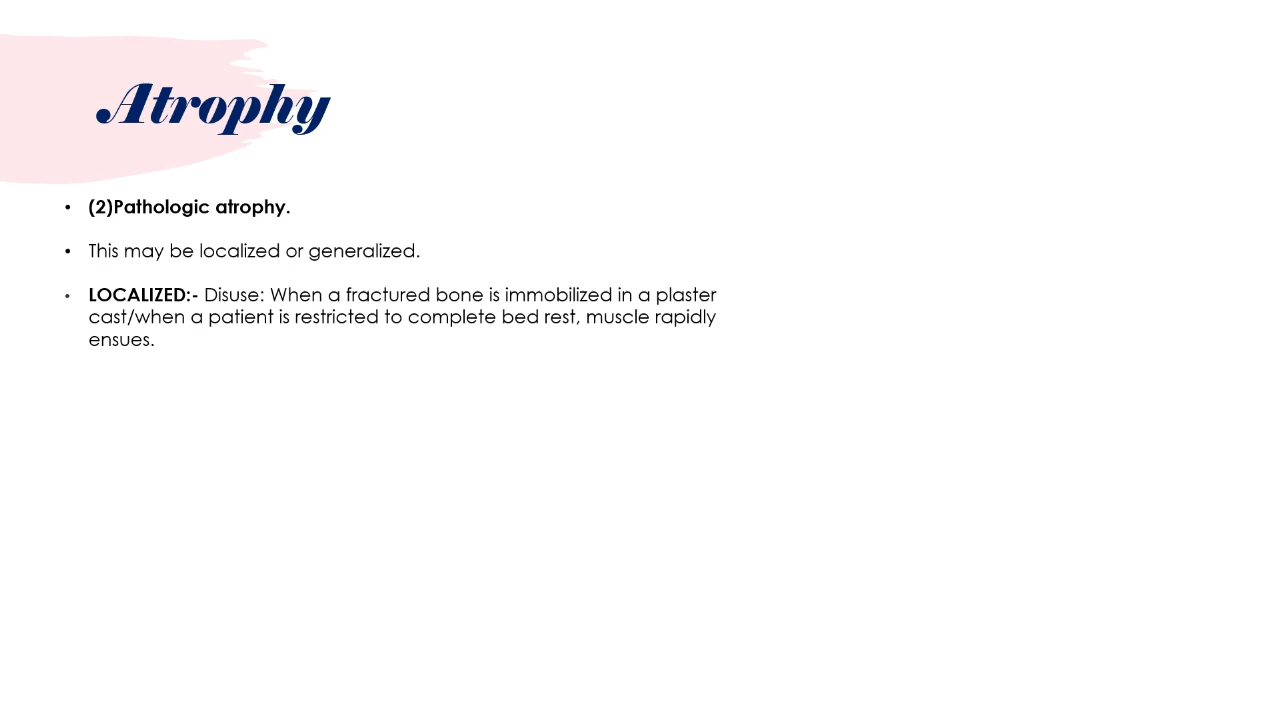 Atrophy
• (2)Pathologic atrophy.
• This may be localized or generalized.
• LOCALIZED:- Disuse: When a fractured bone is immobilized in a plaster
cast/when a patient is restricted to complete bed rest, muscle rapidly
ensues.